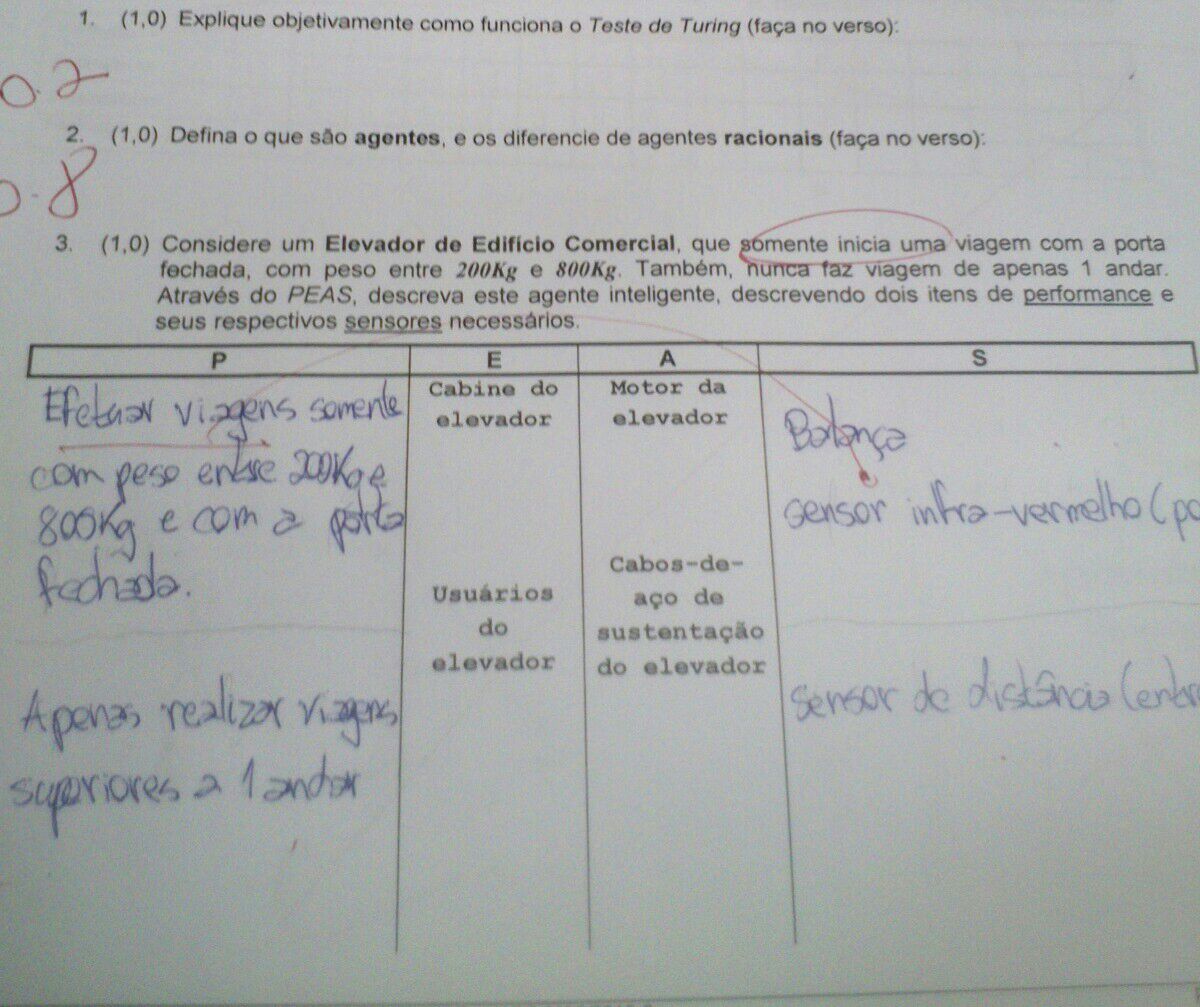 1. (1,0) Explique objetivamente como funciona o Teste de Turing (faça no verso):
0.2
2. (1,0) Defina o que são agentes, e os diferencie de agentes racionais (faça no verso):
0.8
3. (1,0) Considere um Elevador de Edifício Comercial, que somente inicia uma viagem com a porta
fechada, com peso entre 200Kg e 800Kg. Também, nunca faz viagem de apenas 1 andar.
Através do PEAS, descreva este agente inteligente, descrevendo dois itens de performance e
seus respectivos sensores necessários.
P E A S
Efetuar viagens somente
com peso entre 200Kg e
800Kg e com a porta
fechada.
Apenas realizar viagens
superiores a 1 andar
Cabine do
elevador
Usuários
do
elevador
Motor da
elevador
Cabos-de-
aço de
sustentação
do elevador
Balança
sensor infra-vermelho (po
sensor de distância (entr